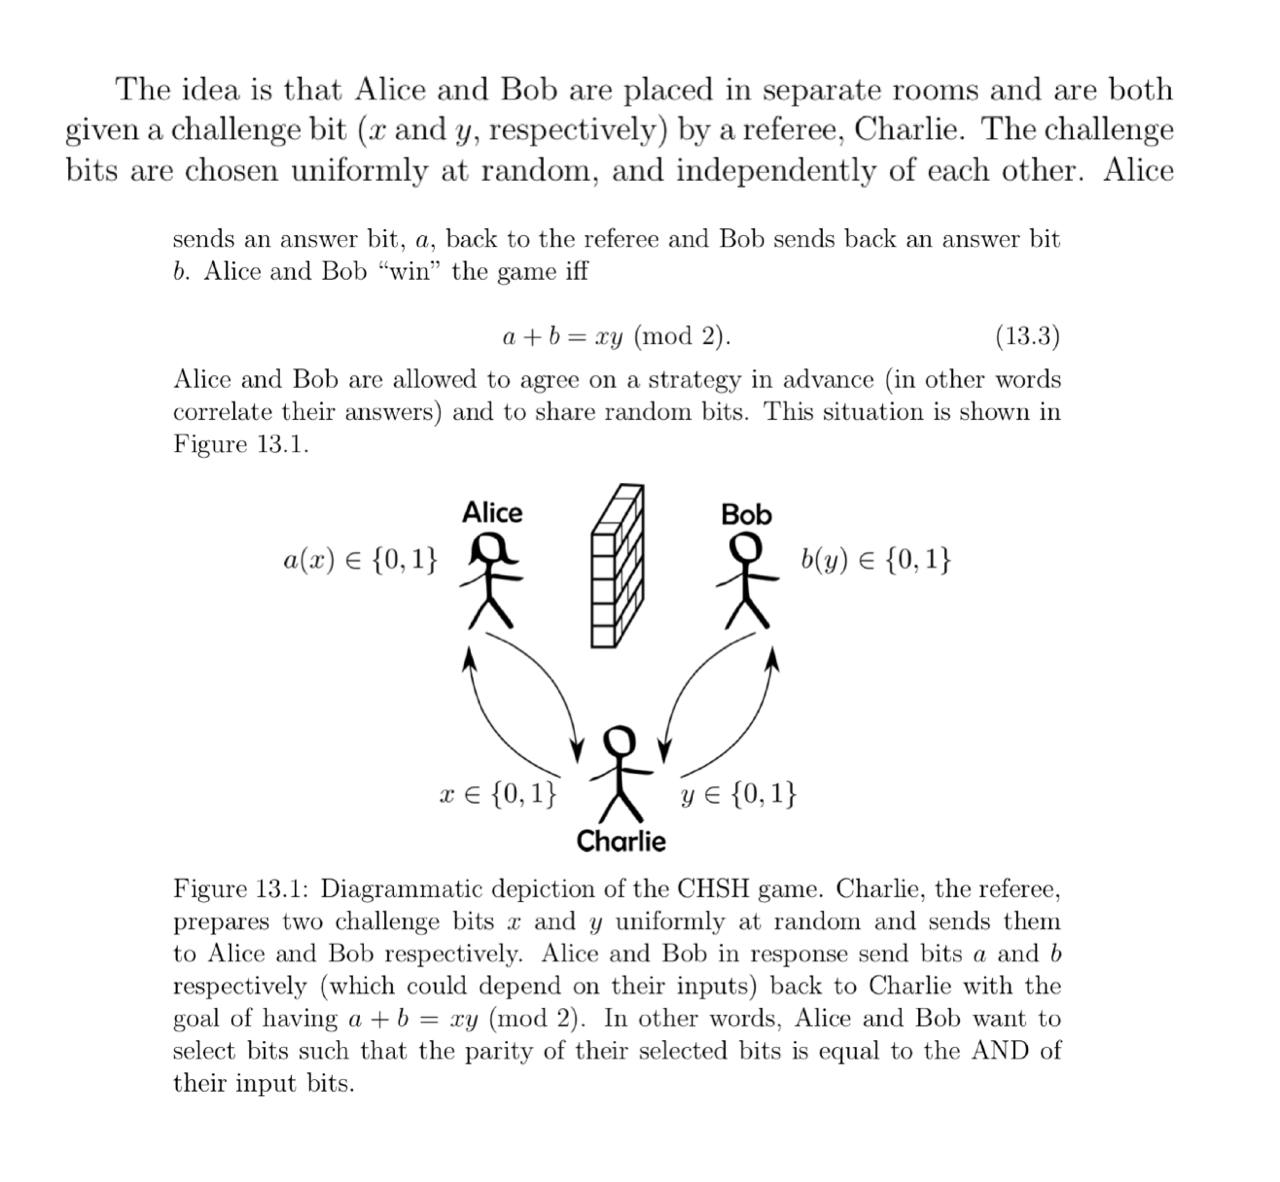 The idea is that Alice and Bob are placed in separate rooms and are both
given a challenge bit (x and y, respectively) by a referee, Charlie. The challenge
bits are chosen uniformly at random, and independently of each other. Alice
sends an answer bit, a, back to the referee and Bob sends back an answer bit
b. Alice and Bob “win” the game iff
a + b = xy (mod 2). (13.3)
Alice and Bob are allowed to agree on a strategy in advance (in other words
correlate their answers) and to share random bits. This situation is shown in
Figure 13.1.
Alice Bob
a(x) ∈ {0, 1} b(y) ∈ {0, 1}
x ∈ {0, 1} y ∈ {0, 1}
Charlie
Figure 13.1: Diagrammatic depiction of the CHSH game. Charlie, the referee,
prepares two challenge bits x and y uniformly at random and sends them
to Alice and Bob respectively. Alice and Bob in response send bits a and b
respectively (which could depend on their inputs) back to Charlie with the
goal of having a + b = xy (mod 2). In other words, Alice and Bob want to
select bits such that the parity of their selected bits is equal to the AND of
their input bits.